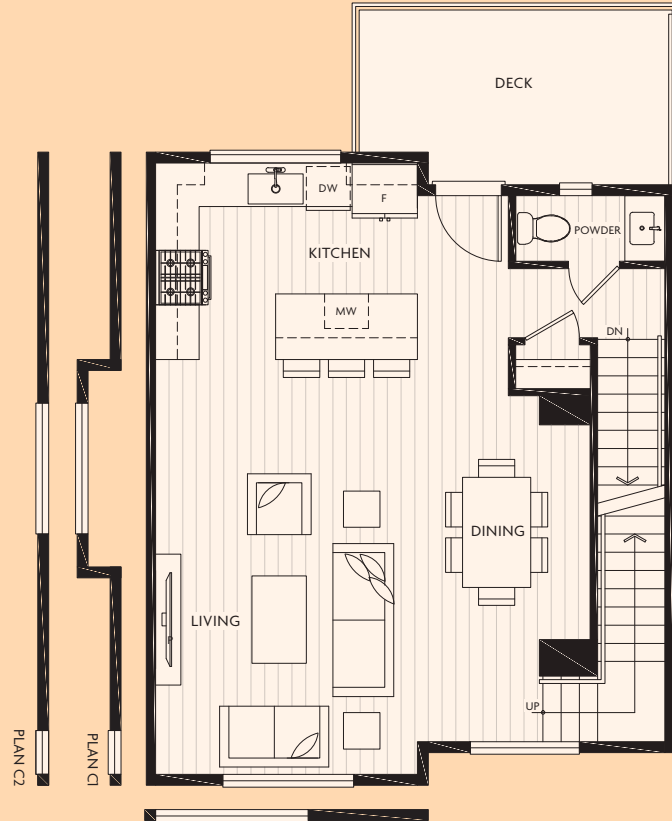 DECK
DW
F
POWDER
KITCHEN
MW
DN
DINING
LIVING
UP
PLAN C2
PLAN C1